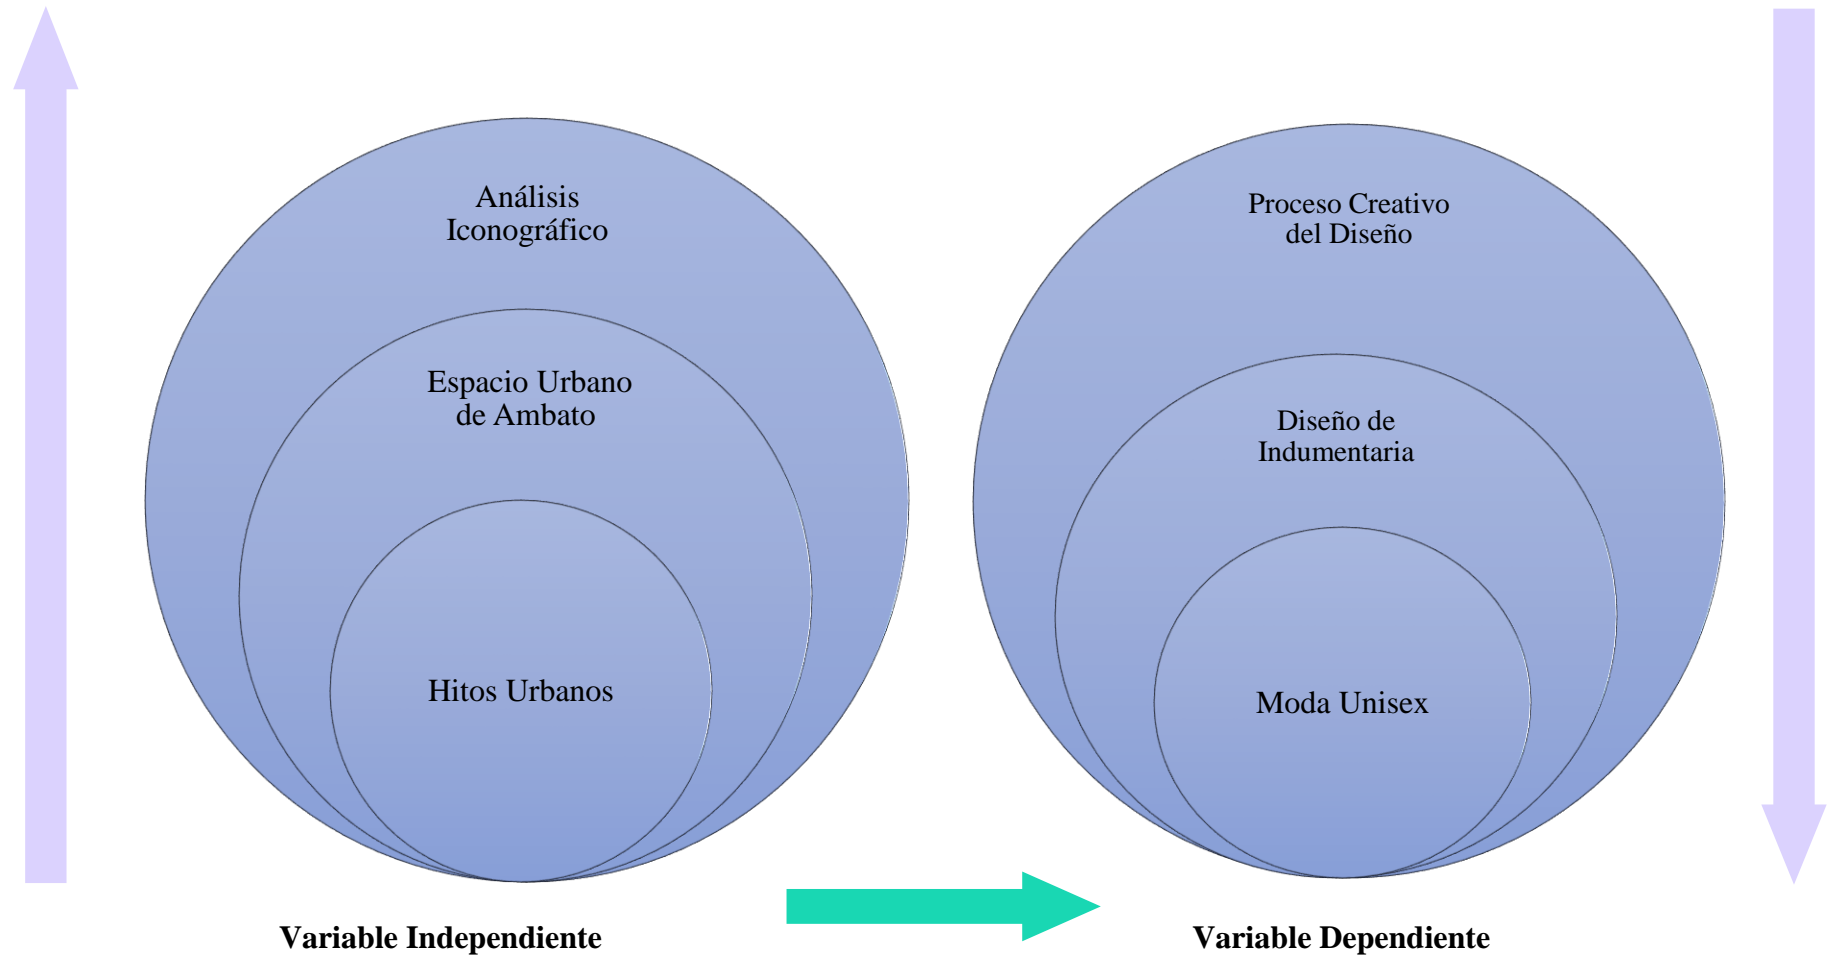 Análisis
Iconográfico
Espacio Urbano
de Ambato
Hitos Urbanos
Variable Independiente
Proceso Creativo
del Diseño
Diseño de
Indumentaria
Moda Unisex
Variable Dependiente